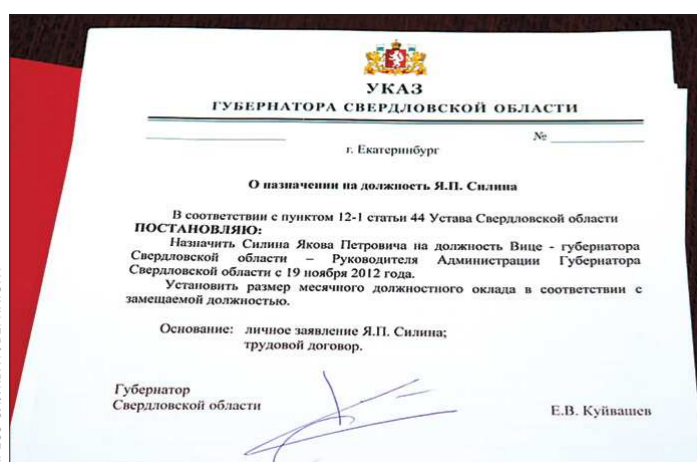 УКАЗ
ГУБЕРНАТОРА СВЕРДЛОВСКОЙ ОБЛАСТИ
№
г. Екатеринбург
О назначении на должность Я.П. Силина
В соответствии с пунктом 12-1 статьи 44 Устава Свердловской области
ПОСТАНОВЛЯЮ:
Назначить Силина Якова Петровича на должность Вице - губернатора
Свердловской области – Руководителя Администрации Губернатора
Свердловской области с 19 ноября 2012 года.
Установить размер месячного должностного оклада в соответствии с
замещаемой должностью.
Основание: личное заявление Я.П. Силина;
трудовой договор.
Губернатор
Свердловской области
Е.В. Куйвашев